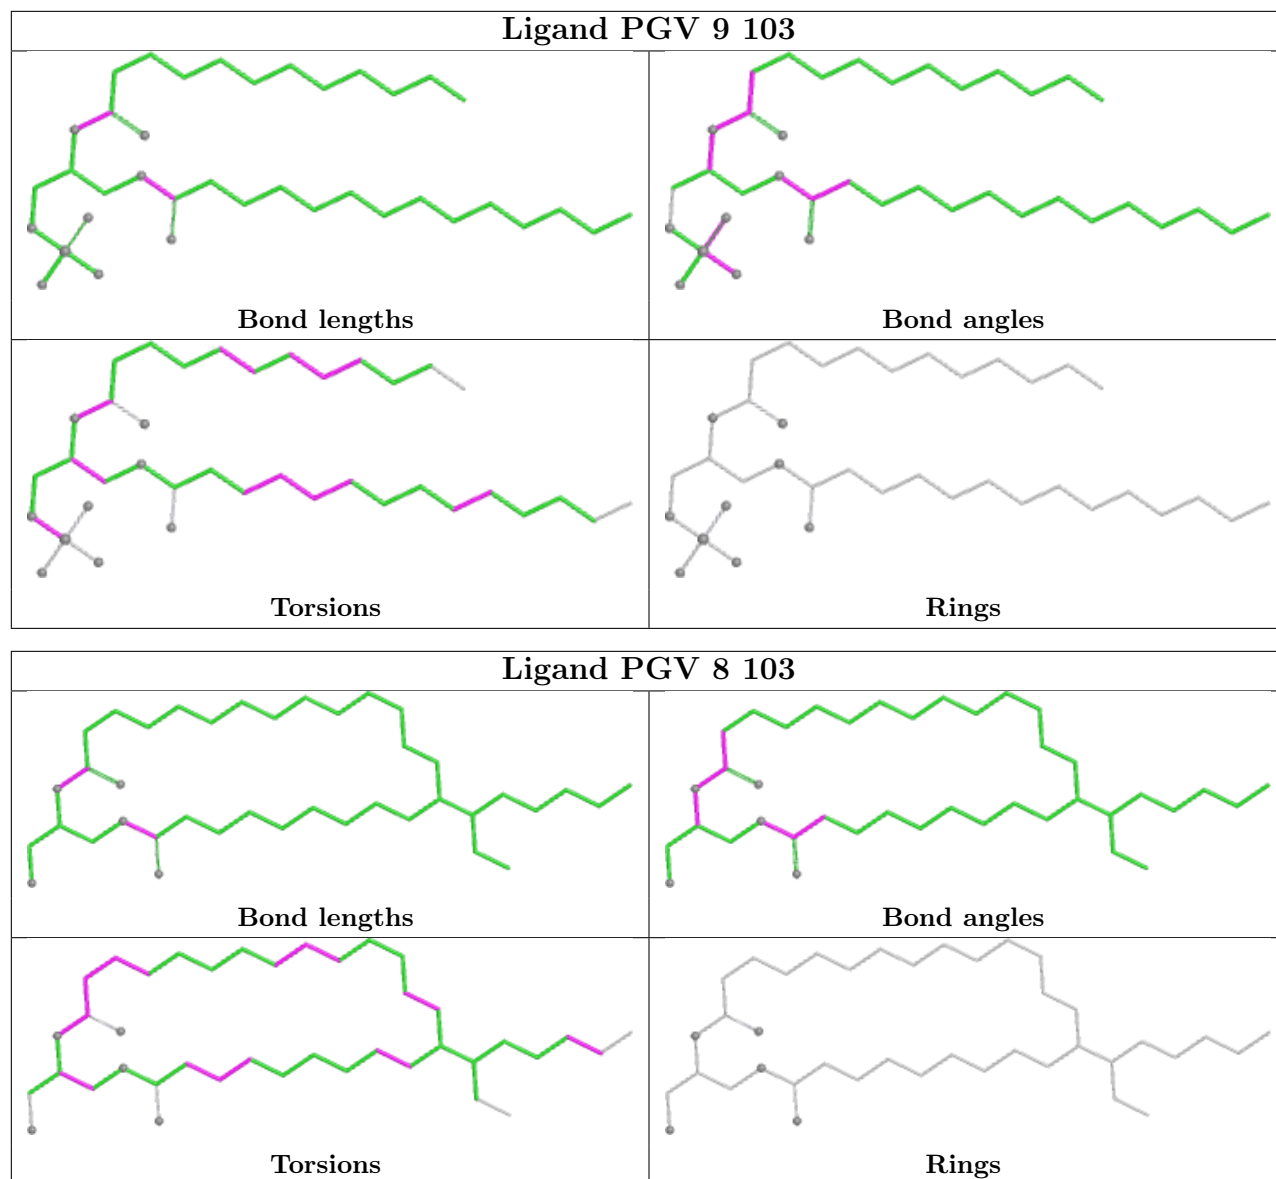 Ligand PGV 9 103
Bond lengths
Bond angles
Torsions
Rings
Ligand PGV 8 103
Bond lengths
Bond angles
Torsions
Rings